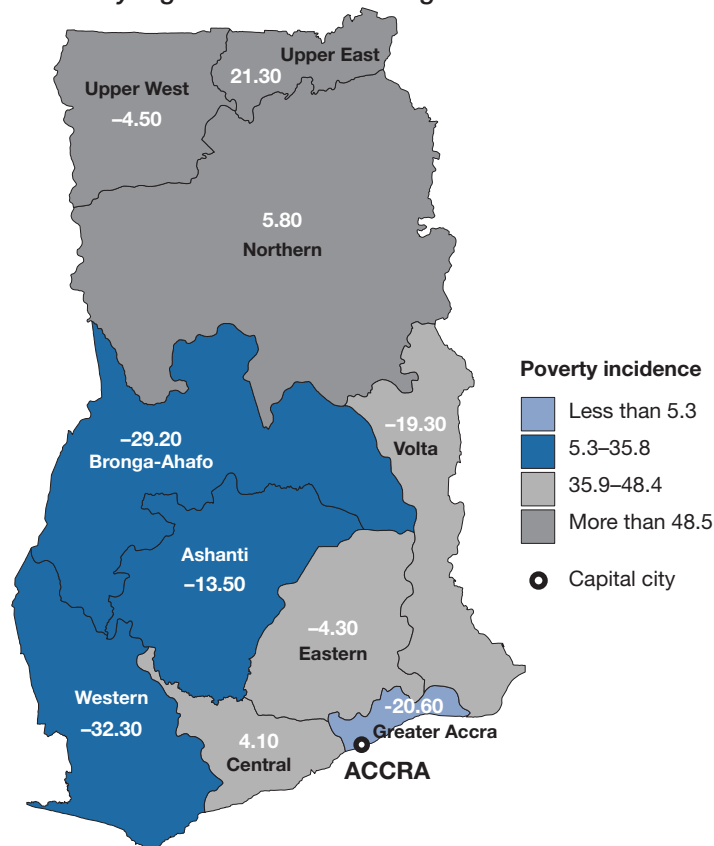 Upper East
21.30
Upper West
–4.50
5.80
Northern
–19.30
Volta
–29.20
Bronga-Ahafo
Ashanti
–13.50
–4.30
Eastern
Western
–32.30
-20.60
Greater Accra
4.10
Central
ACCRA
Poverty incidence
Less than 5.3
5.3–35.8
35.9–48.4
More than 48.5
Capital city